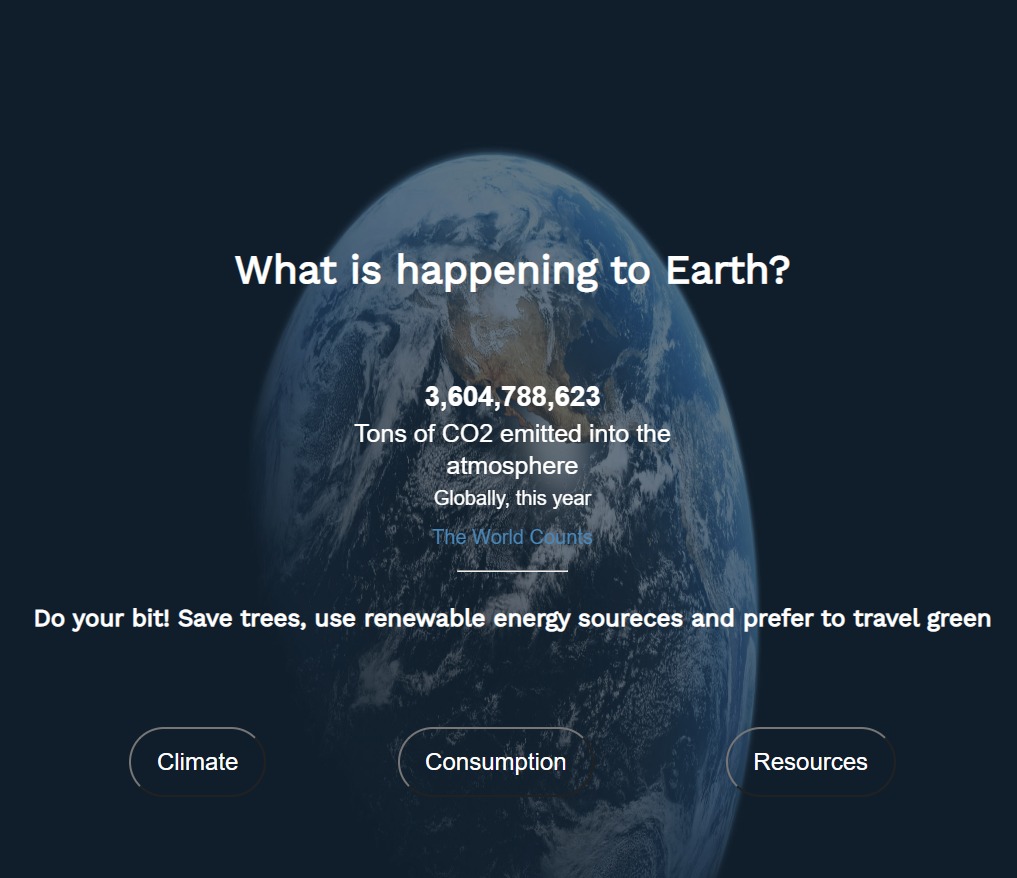 What is happening to Earth?
3,604,788,623
Tons of CO2 emitted into the
atmosphere
Globally, this year
The World Counts
Do your bit! Save trees, use renewable energy soureces and prefer to travel green
Climate
Consumption
Resources